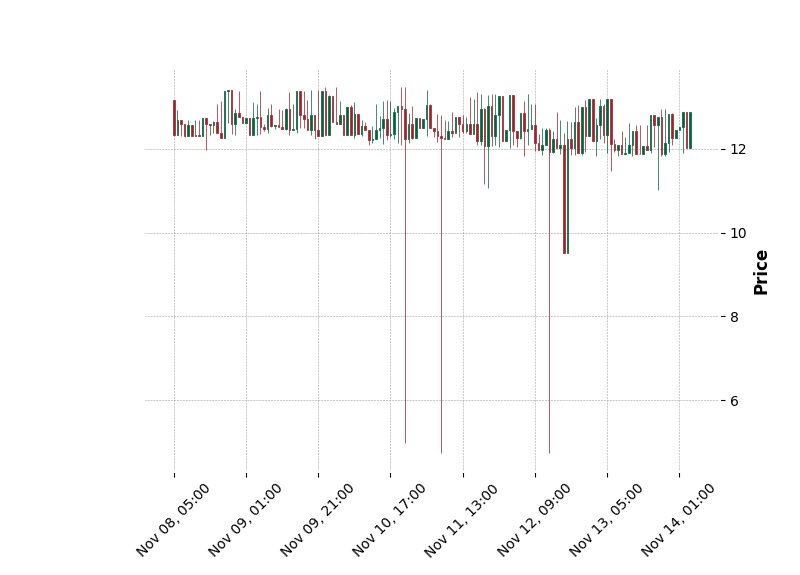 12
10
8
6
Price
Nov 08, 05:00
Nov 09, 01:00
Nov 09, 21:00
Nov 10, 17:00
Nov 11, 13:00
Nov 12, 09:00
Nov 13, 05:00
Nov 14, 01:00